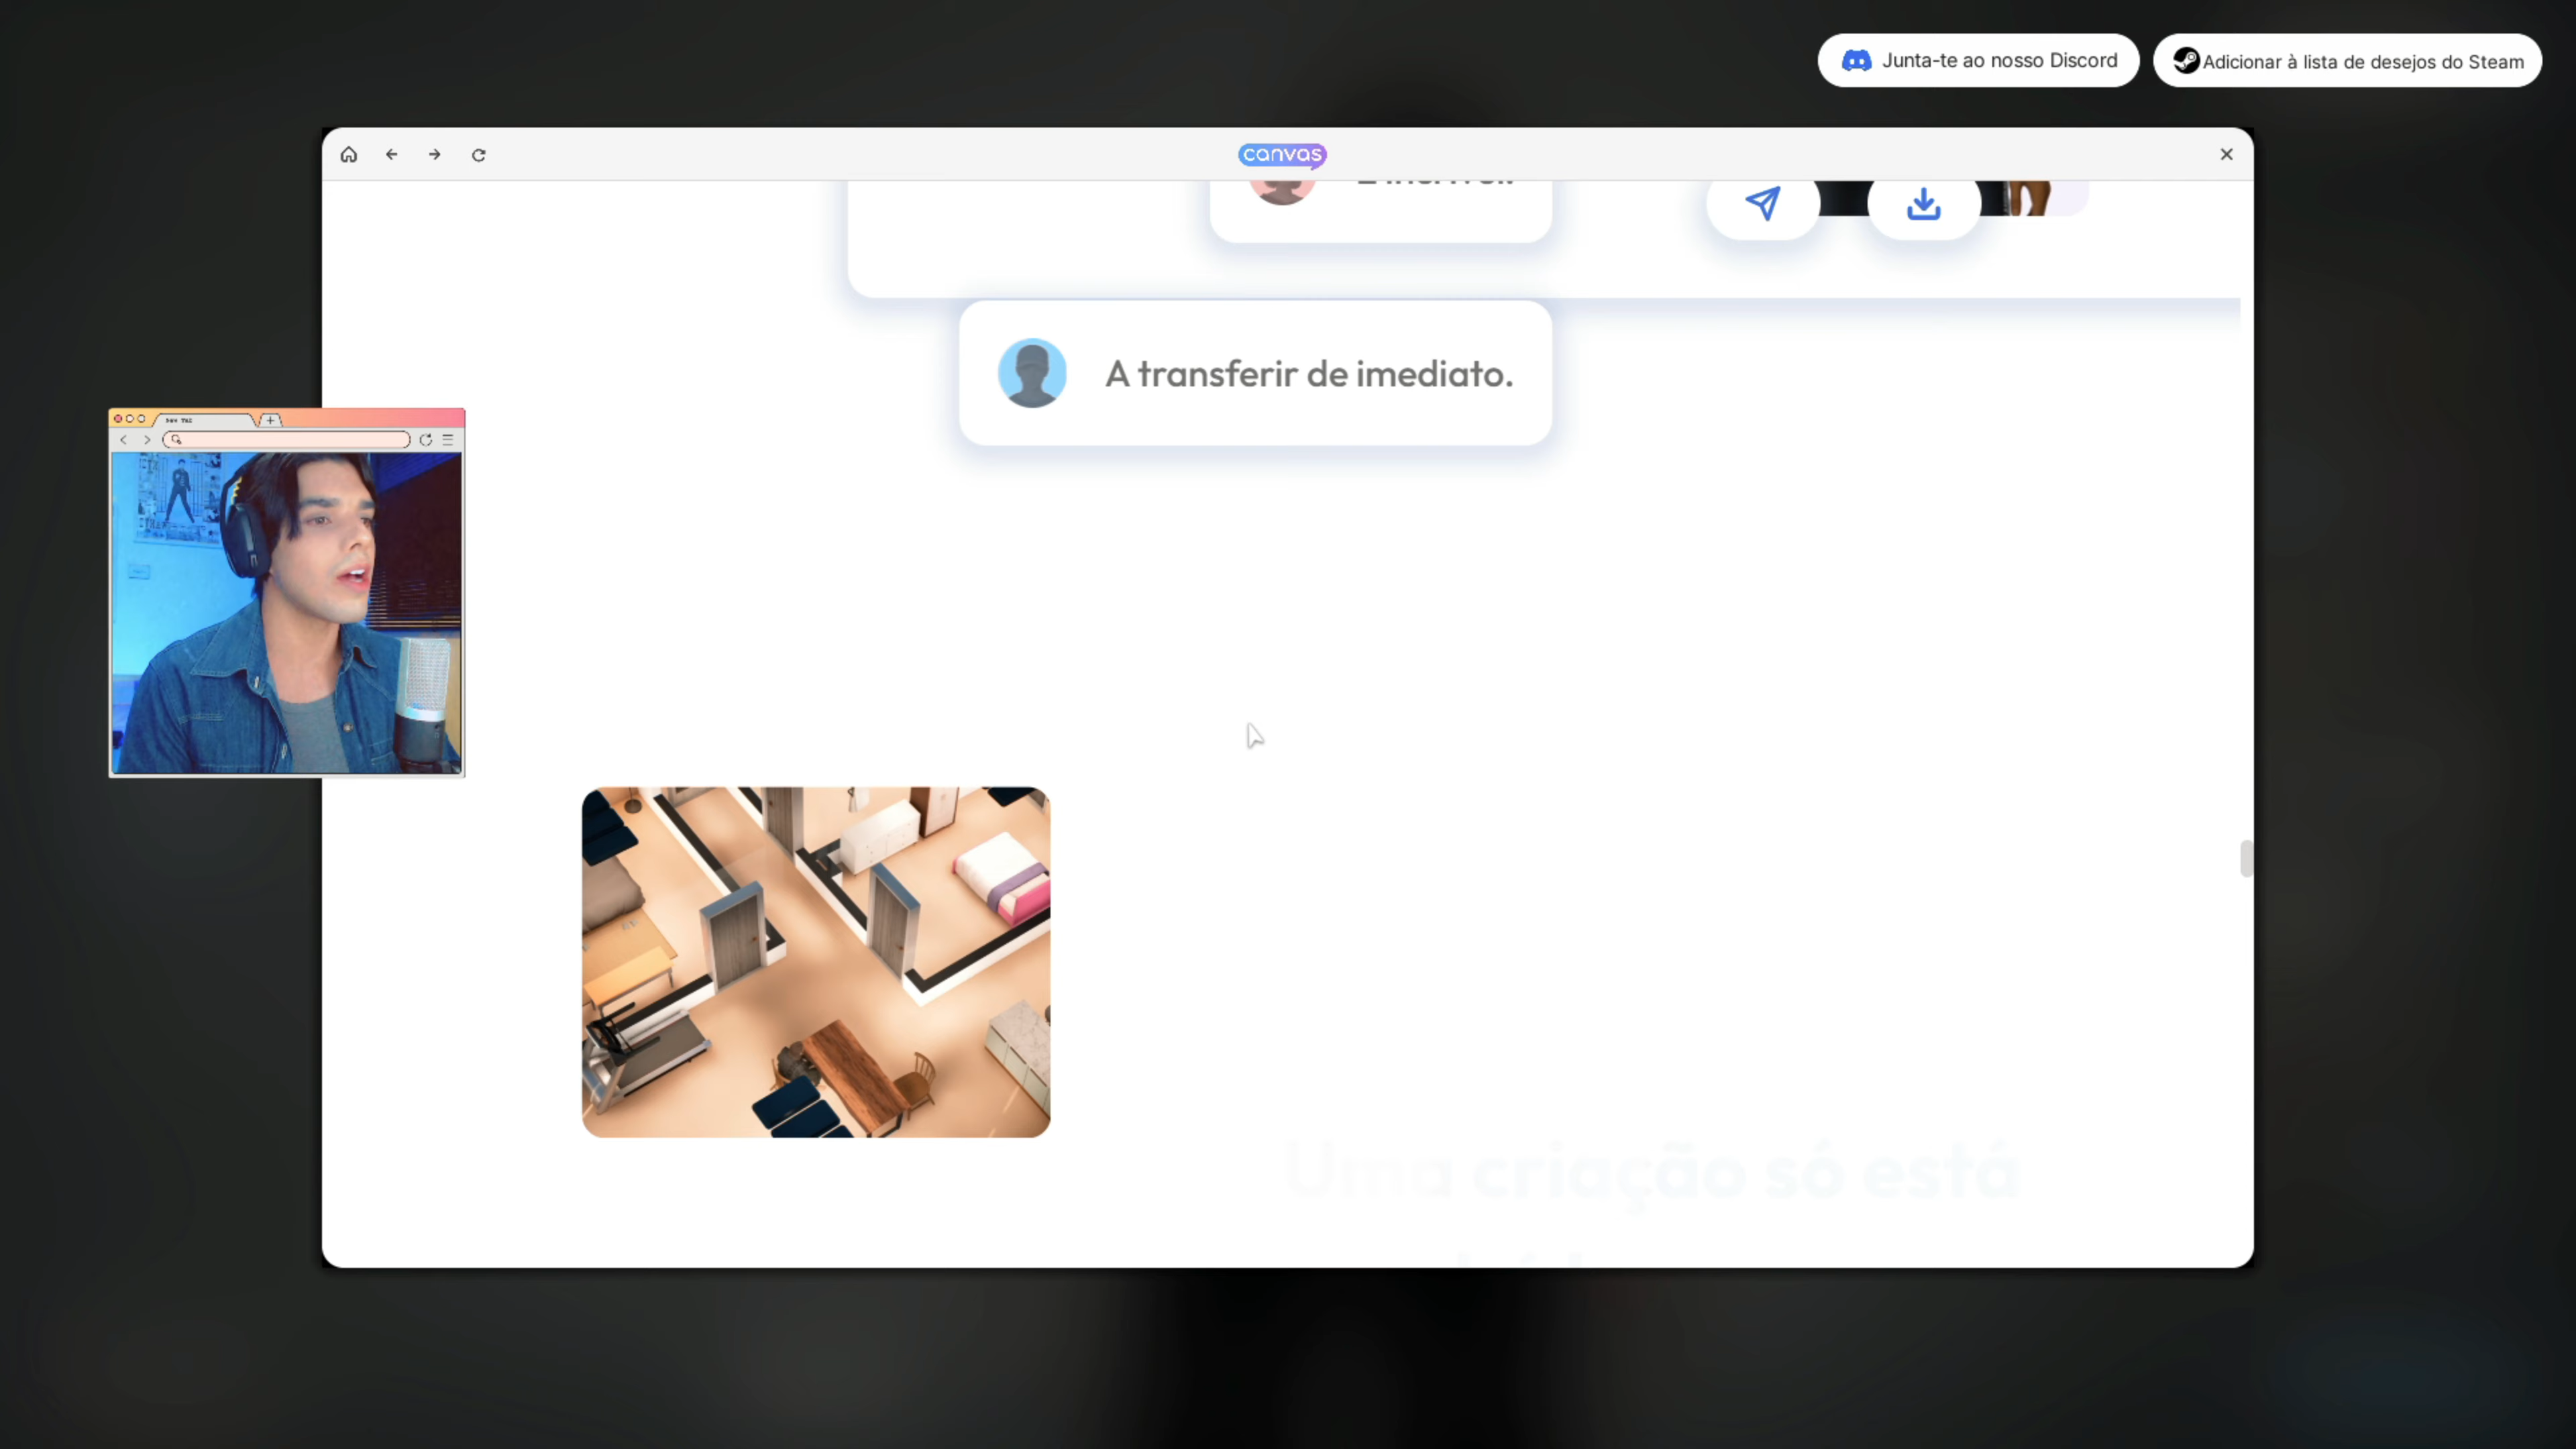 Junta-te ao nosso Discord
Adicionar à lista de desejos do Steam
canvas
A transferir de imediato.
Uma criação só está